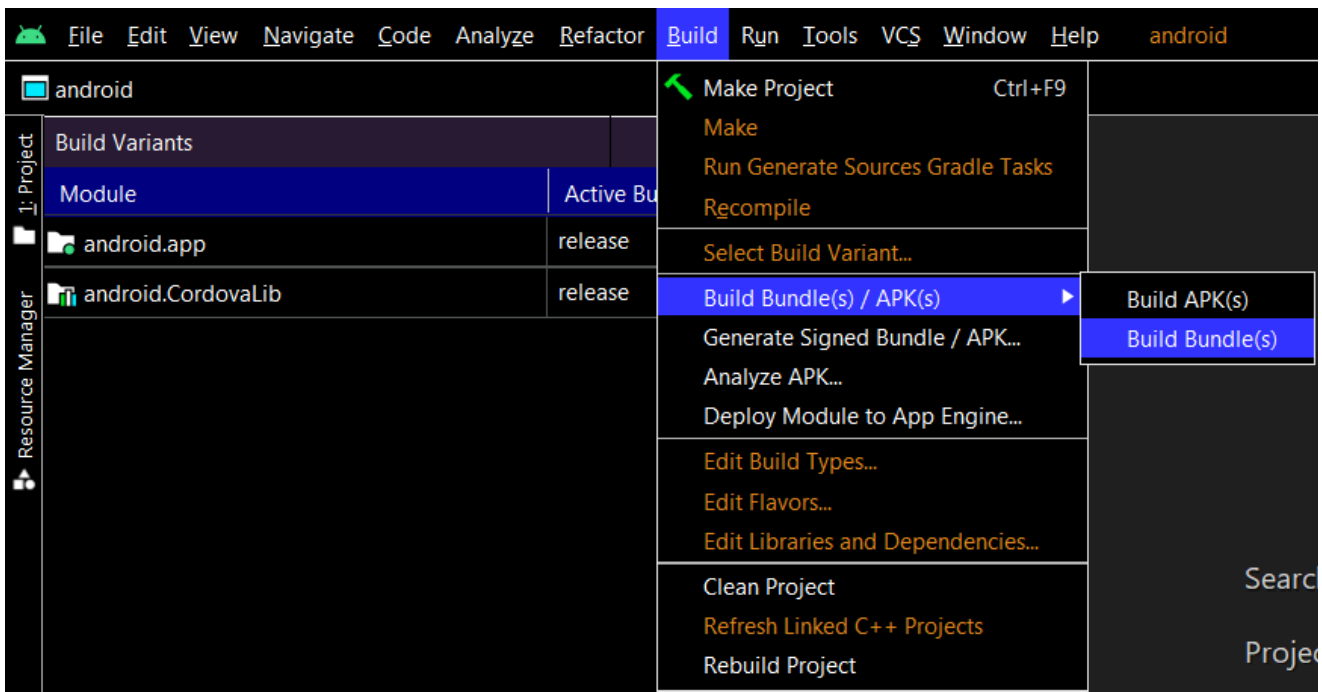 File Edit View Navigate Code Analyze Refactor Build Run Tools VCS Window Help android
android
1: Project
Resource Manager
Build Variants
Module Active Bu
android.app release
android.CordovaLib release
Make Project Ctrl+F9
Make
Run Generate Sources Gradle Tasks
Recompile
Select Build Variant...
Build Bundle(s) / APK(s)
Generate Signed Bundle / APK...
Analyze APK...
Deploy Module to App Engine...
Edit Build Types...
Edit Flavors...
Edit Libraries and Dependencies...
Clean Project
Refresh Linked C++ Projects
Rebuild Project
Build APK(s)
Build Bundle(s)
Searc
Projec